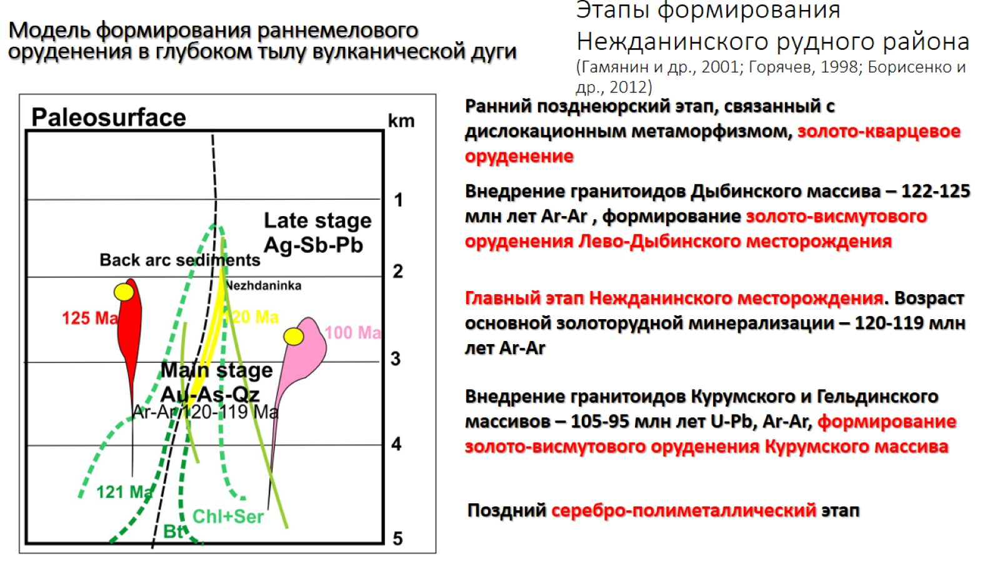 Модель формирования раннемелового
оруденения в глубоком тылу вулканической дуги
Этапы формирования
Нежданинского рудного района
(Гамянин и др., 2001; Горячев, 1998; Борисенко и
др., 2012)
Paleosurface
km
1
Late stage
Ag-Sb-Pb
Back arc sediments
2
Nezhdaninka
125 Ma
120 Ma
100 Ma
3
Main stage
Au-As-Qz
Ar-Ar 120-119 Ma
4
121 Ma
Chl+Ser
Bt
5
Ранний позднеюрский этап, связанный с
дислокационным метаморфизмом, золото-кварцевое
оруденение
Внедрение гранитоидов Дыбинского массива – 122-125
млн лет Ar-Ar , формирование золото-висмутового
оруденения Лево-Дыбинского месторождения
Главный этап Нежданинского месторождения. Возраст
основной золоторудной минерализации – 120-119 млн
лет Ar-Ar
Внедрение гранитоидов Курумского и Гельдинского
массивов – 105-95 млн лет U-Pb, Ar-Ar, формирование
золото-висмутового оруденения Курумского массива
Поздний серебро-полиметаллический этап